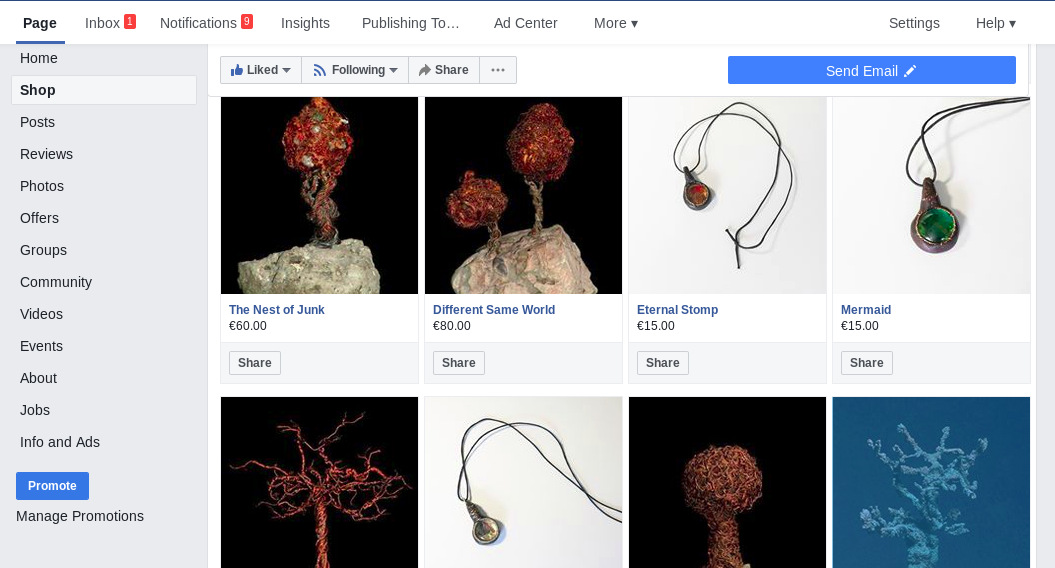 Page Inbox 1 Notifications 9 Insights Publishing To… Ad Center More ▾ Settings Help ▾
Home
Shop
Posts
Reviews
Photos
Offers
Groups
Community
Videos
Events
About
Jobs
Info and Ads
Promote
Manage Promotions
Liked Following Share ••• Send Email
The Nest of Junk
€60.00
Share
Different Same World
€80.00
Share
Eternal Stomp
€15.00
Share
Mermaid
€15.00
Share